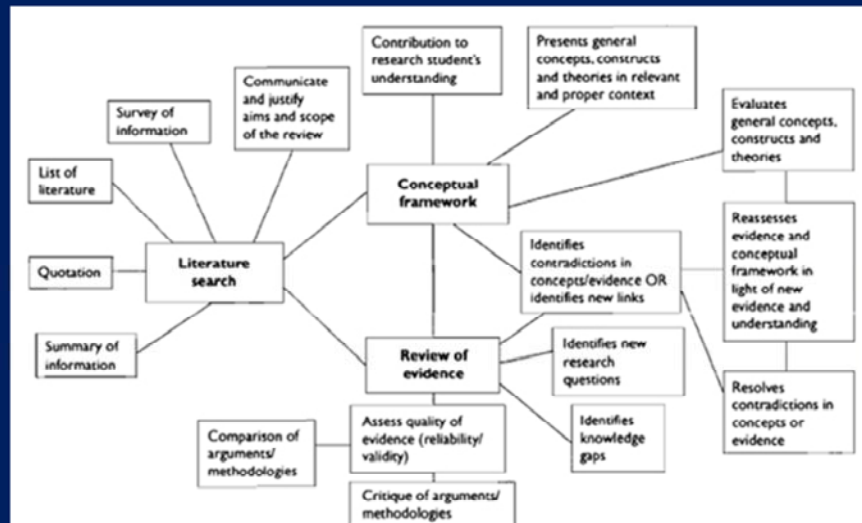 Contribution to
research student's
understanding
Presents general
concepts, constructs
and theories in relevant
and proper context
Communicate
and justify
aims and scope
of the review
Survey of
information
Evaluates
general concepts,
constructs and
theories
List of
literature
Conceptual
framework
Reassesses
evidence and
conceptual
framework in
light of new
evidence and
understanding
Identifies
contradictions in
concepts/evidence OR
identifies new links
Quotation
Literature
search
Summary of
information
Review of
evidence
Identifies new
research
questions
Resolves
contradictions in
concepts or
evidence
Comparison of
arguments/
methodologies
Assess quality of
evidence (reliability/
validity)
Identifies
knowledge
gaps
Critique of arguments/
methodologies